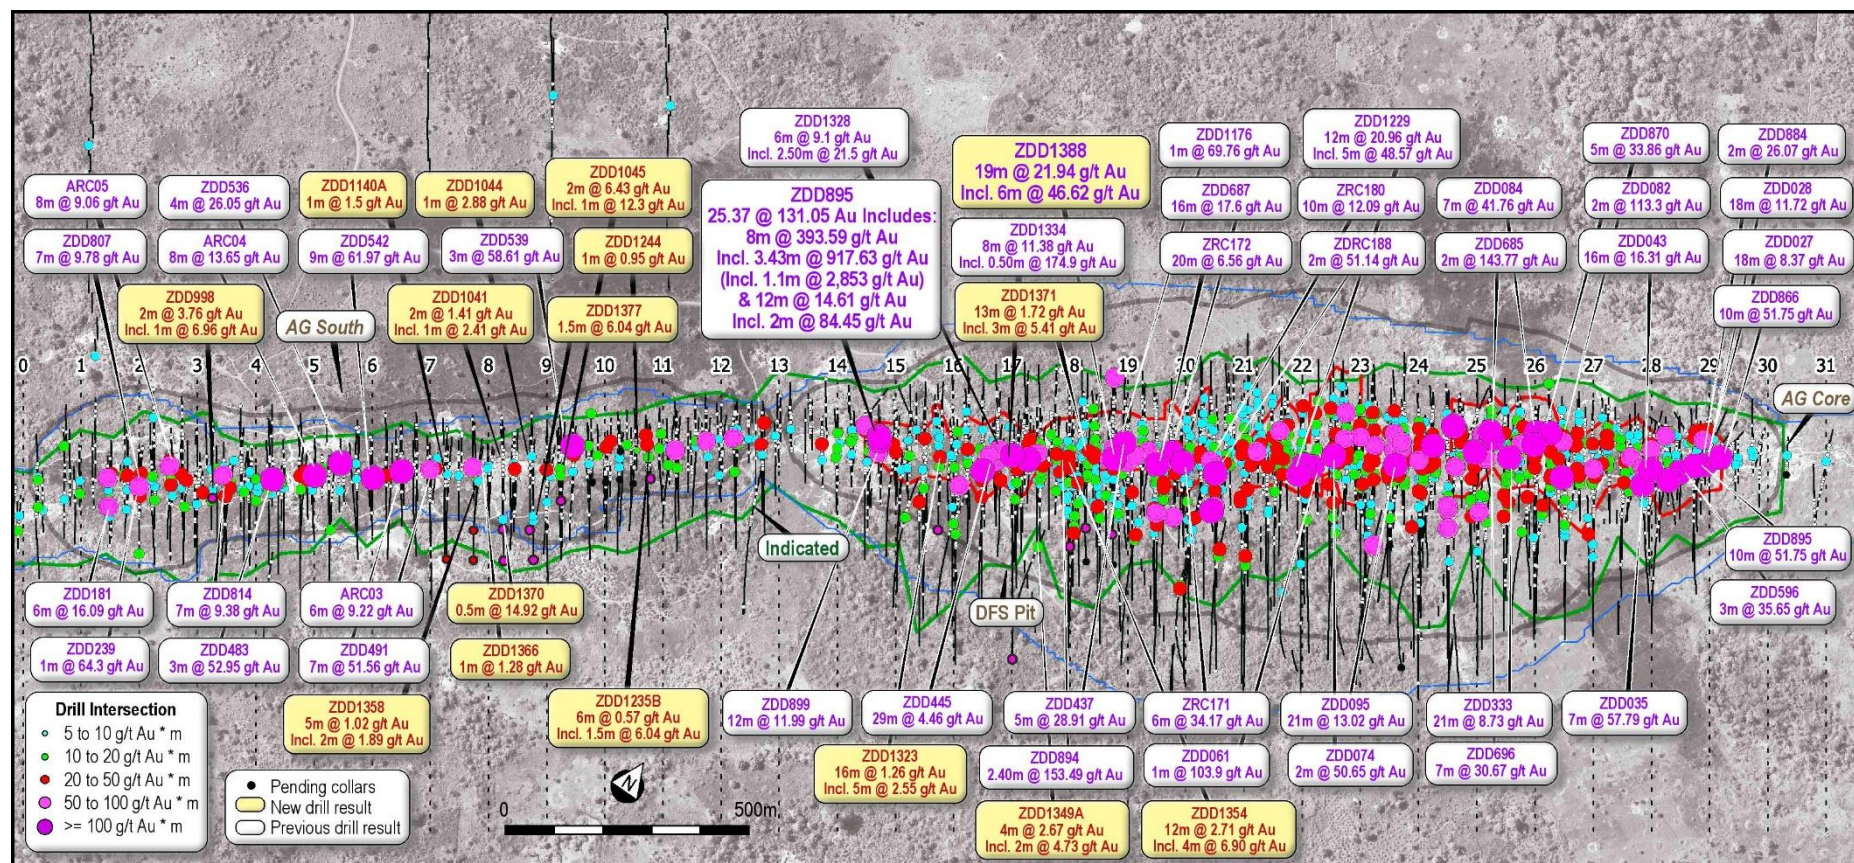 ZDD1328
6m @ 9.1 g/t Au
Incl. 2.50m @ 21.5 g/t Au
ZDD1388
19m @ 21.94 g/t Au
Incl. 6m @ 46.62 g/t Au
ZDD1176
1m @ 69.76 g/t Au
ZDD1229
12m @ 20.96 g/t Au
Incl. 5m @ 48.57 g/t Au
ZDD870
5m @ 33.86 g/t Au
ZDD884
2m @ 26.07 g/t Au
ARC05
8m @ 9.06 g/t Au
ZDD536
4m @ 26.05 g/t Au
ZDD1140A
1m @ 1.5 g/t Au
ZDD1044
1m @ 2.88 g/t Au
ZDD1045
2m @ 6.43 g/t Au
Incl. 1m @ 12.3 g/t Au
ZDD895
25.37 @ 131.05 Au Includes:
8m @ 393.59 g/t Au
Incl. 3.43m @ 917.63 g/t Au
(Incl. 1.1m @ 2,853 g/t Au)
& 12m @ 14.61 g/t Au
Incl. 2m @ 84.45 g/t Au
ZDD687
16m @ 17.6 g/t Au
ZRC180
10m @ 12.09 g/t Au
ZDD084
7m @ 41.76 g/t Au
ZDD082
2m @ 113.3 g/t Au
ZDD028
18m @ 11.72 g/t Au
ZDD807
7m @ 9.78 g/t Au
ARC04
8m @ 13.65 g/t Au
ZDD542
9m @ 61.97 g/t Au
ZDD539
3m @ 58.61 g/t Au
ZDD1244
1m @ 0.95 g/t Au
ZDD1334
8m @ 11.38 g/t Au
Incl. 0.50m @ 174.9 g/t Au
ZRC172
20m @ 6.56 g/t Au
ZDRC188
2m @ 51.14 g/t Au
ZDD685
2m @ 143.77 g/t Au
ZDD043
16m @ 16.31 g/t Au
ZDD027
18m @ 8.37 g/t Au
ZDD998
2m @ 3.76 g/t Au
Incl. 1m @ 6.96 g/t Au
AG South
ZDD1041
2m @ 1.41 g/t Au
Incl. 1m @ 2.41 g/t Au
ZDD1377
1.5m @ 6.04 g/t Au
ZDD1371
13m @ 1.72 g/t Au
Incl. 3m @ 5.41 g/t Au
ZDD866
10m @ 51.75 g/t Au
0 1 2 3 4 5 6 7 8 9 10 11 12 13 14 15 16 17 18 19 20 21 22 23 24 25 26 27 28 29 30 31
AG Core
Indicated
DFS Pit
ZDD895
10m @ 51.75 g/t Au
ZDD596
3m @ 35.65 g/t Au
ZDD181
6m @ 16.09 g/t Au
ZDD814
7m @ 9.38 g/t Au
ARC03
6m @ 9.22 g/t Au
ZDD1370
0.5m @ 14.92 g/t Au
ZDD239
1m @ 64.3 g/t Au
ZDD483
3m @ 52.95 g/t Au
ZDD491
7m @ 51.56 g/t Au
ZDD1366
1m @ 1.28 g/t Au
ZDD1358
5m @ 1.02 g/t Au
Incl. 2m @ 1.89 g/t Au
ZDD1235B
6m @ 0.57 g/t Au
Incl. 1.5m @ 6.04 g/t Au
ZDD899
12m @ 11.99 g/t Au
ZDD445
29m @ 4.46 g/t Au
ZDD437
5m @ 28.91 g/t Au
ZRC171
6m @ 34.17 g/t Au
ZDD095
21m @ 13.02 g/t Au
ZDD333
21m @ 8.73 g/t Au
ZDD035
7m @ 57.79 g/t Au
ZDD1323
16m @ 1.26 g/t Au
Incl. 5m @ 2.55 g/t Au
ZDD894
2.40m @ 153.49 g/t Au
ZDD061
1m @ 103.9 g/t Au
ZDD074
2m @ 50.65 g/t Au
ZDD696
7m @ 30.67 g/t Au
ZDD1349A
4m @ 2.67 g/t Au
Incl. 2m @ 4.73 g/t Au
ZDD1354
12m @ 2.71 g/t Au
Incl. 4m @ 6.90 g/t Au
Drill Intersection
5 to 10 g/t Au * m
10 to 20 g/t Au * m
20 to 50 g/t Au * m
50 to 100 g/t Au * m
>= 100 g/t Au * m
Pending collars
New drill result
Previous drill result
N
0 500m